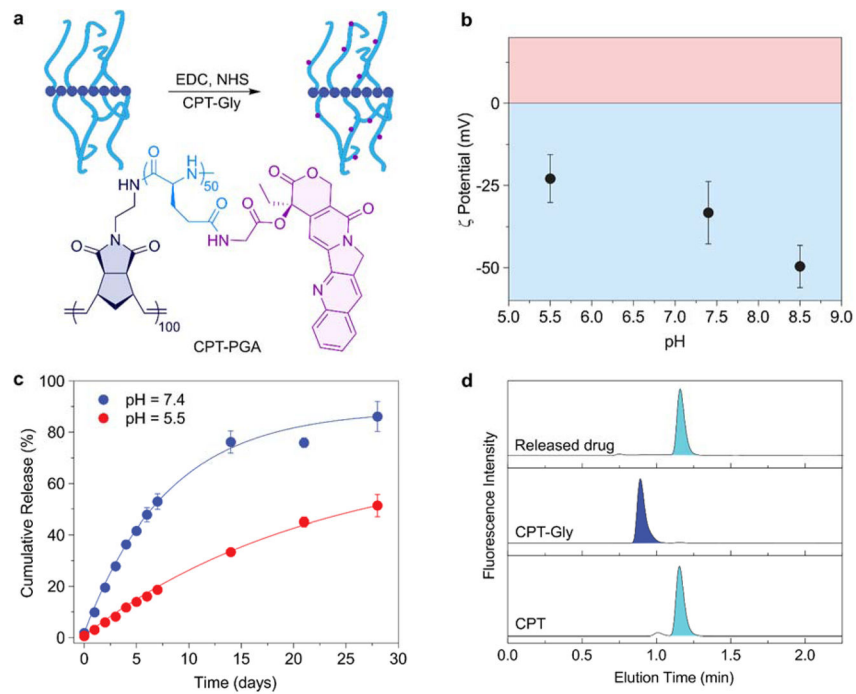 a
EDC, NHS
CPT-Gly
O
H
N
50
NH
O
N
O
O
NH
O
O
O
O
O
N
N
100
CPT-PGA
b
ζ Potential (mV)
0
-25
-50
5.0 5.5 6.0 6.5 7.0 7.5 8.0 8.5 9.0
pH
c
pH = 7.4
pH = 5.5
Cumulative Release (%)
100
80
60
40
20
0
0 5 10 15 20 25 30
Time (days)
d
Fluorescence Intensity
Released drug
CPT-Gly
CPT
0.0 0.5 1.0 1.5 2.0
Elution Time (min)